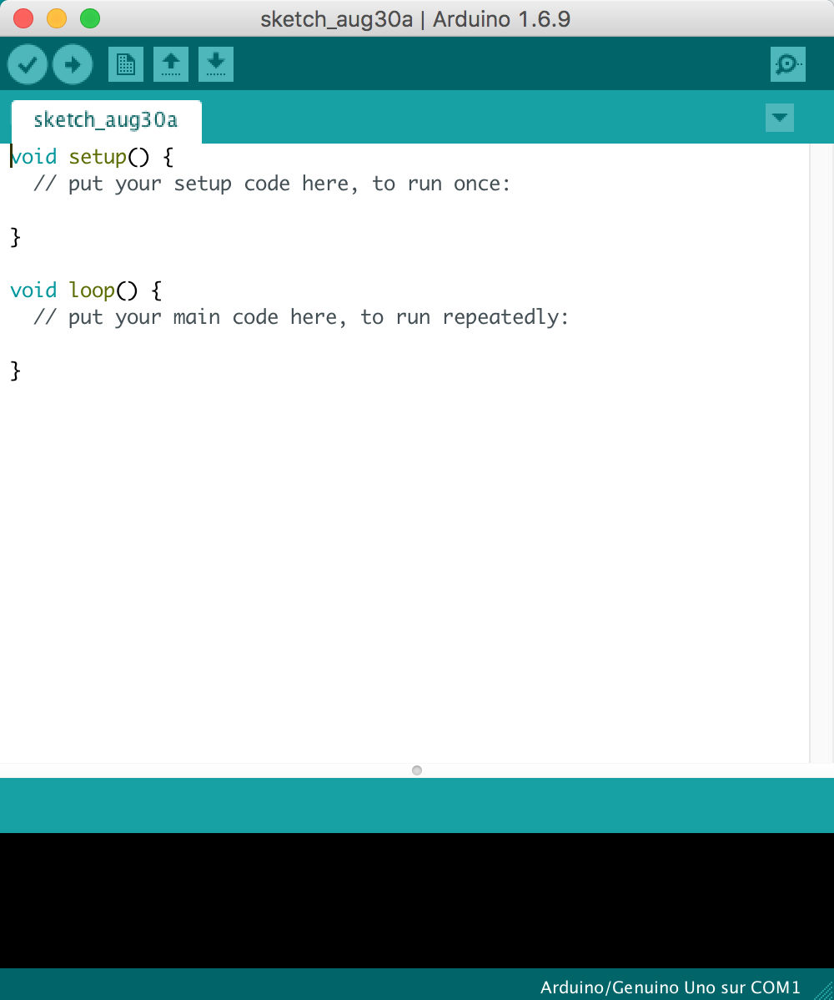 sketch_aug30a | Arduino 1.6.9
sketch_aug30a
void setup() {
  // put your setup code here, to run once:
}
void loop() {
  // put your main code here, to run repeatedly:
}
Arduino/Genuino Uno sur COM1